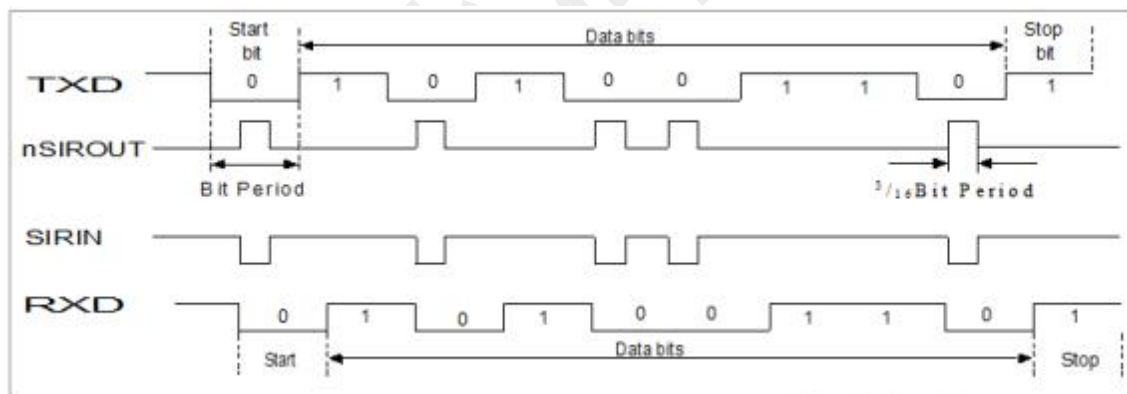 Start bit
Data bits
Stop bit
TXD
0 1 0 1 0 0 1 1 0 1
nSIROUT
Bit Period
3/16Bit Period
SIRIN
RXD
0 1 0 1 0 0 1 1 0 1
Start
Data bits
Stop